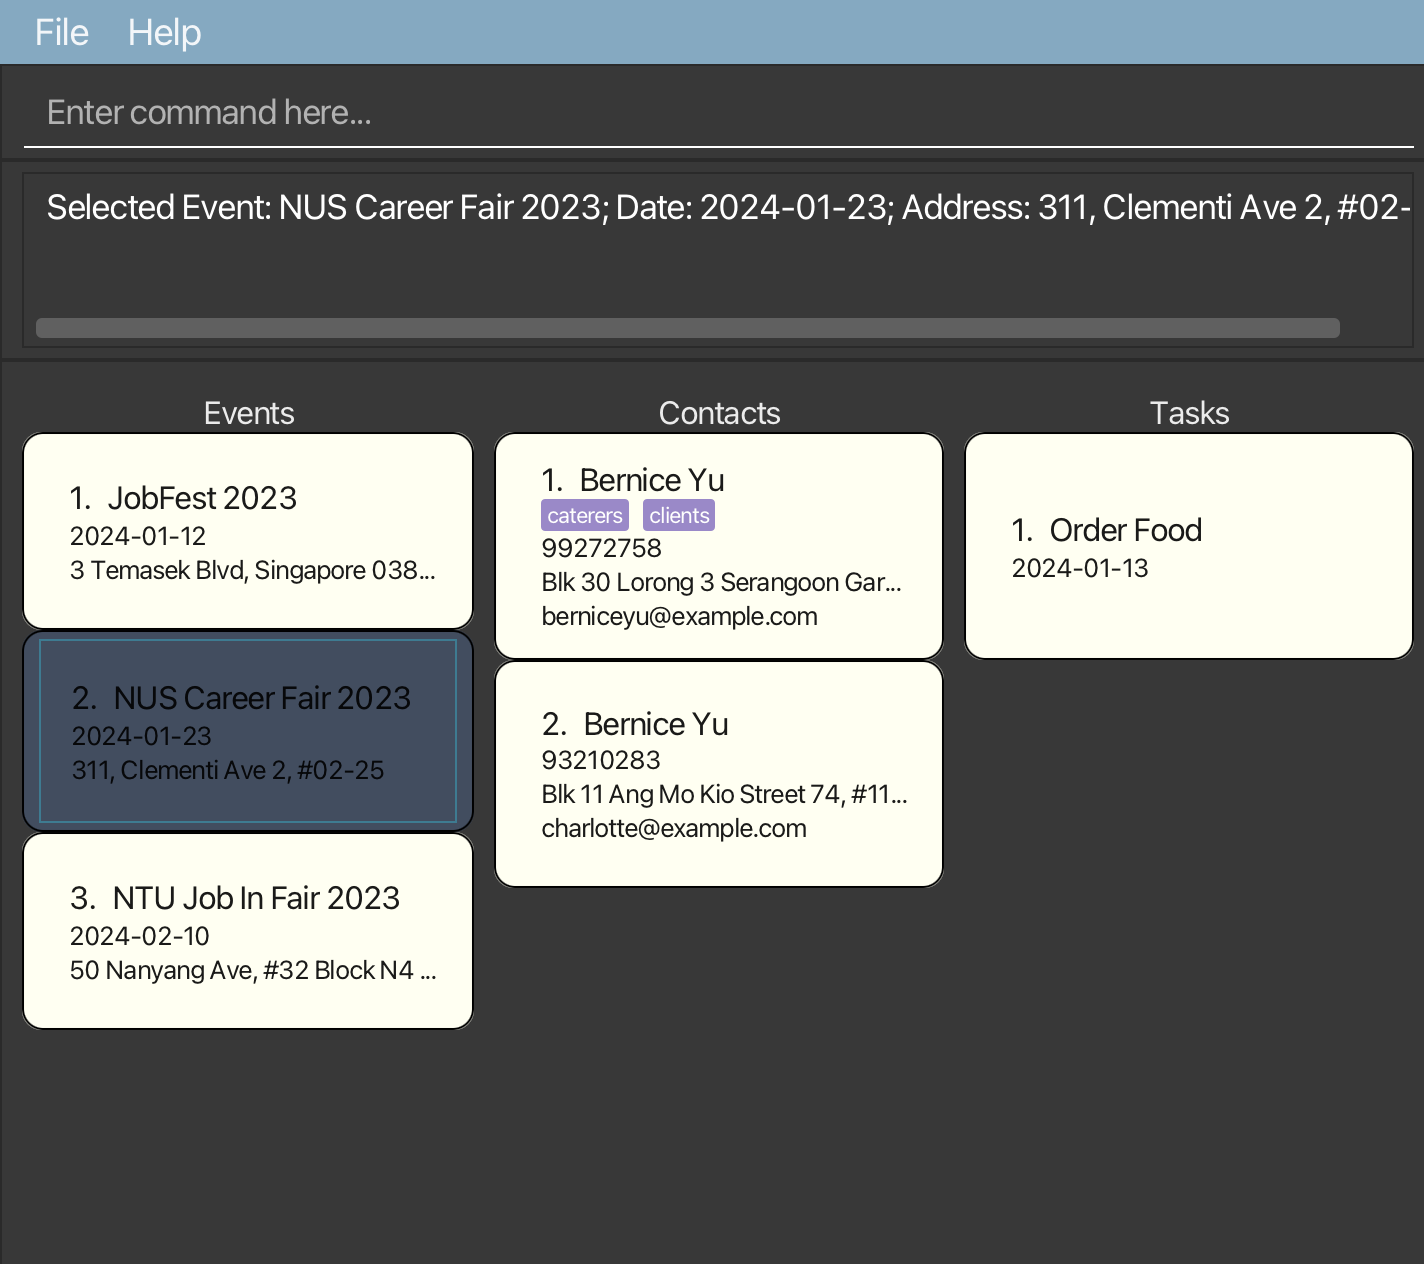 File Help
Enter command here...
Selected Event: NUS Career Fair 2023; Date: 2024-01-23; Address: 311, Clementi Ave 2, #02-
Events
1. JobFest 2023
2024-01-12
3 Temasek Blvd, Singapore 038...
2. NUS Career Fair 2023
2024-01-23
311, Clementi Ave 2, #02-25
3. NTU Job In Fair 2023
2024-02-10
50 Nanyang Ave, #32 Block N4 ...
Contacts
1. Bernice Yu
caterers clients
99272758
Blk 30 Lorong 3 Serangoon Gar...
berniceyu@example.com
2. Bernice Yu
93210283
Blk 11 Ang Mo Kio Street 74, #11...
charlotte@example.com
Tasks
1. Order Food
2024-01-13